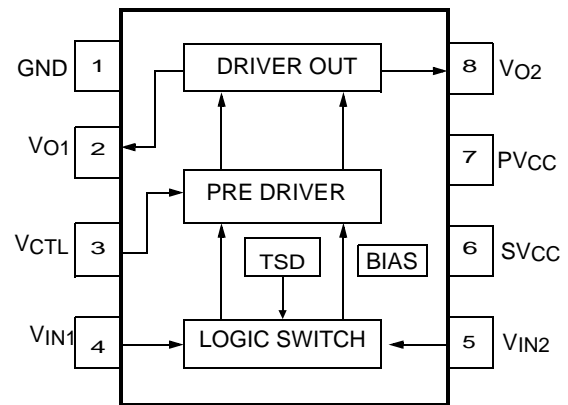 GND 1 DRIVER OUT 8 VO2
VO1 2 7 PVCC
PRE DRIVER
VCTL 3 TSD BIAS 6 SVCC
VIN1 4 LOGIC SWITCH 5 VIN2